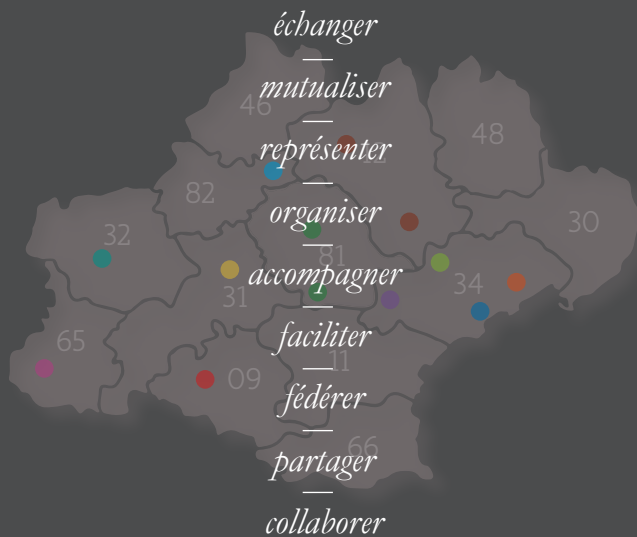 échanger
mutualiser
46
12
48
représenter
82
organiser
30
32
81
accompagner
34
31
faciliter
65
11
09
fédérer
66
partager
collaborer